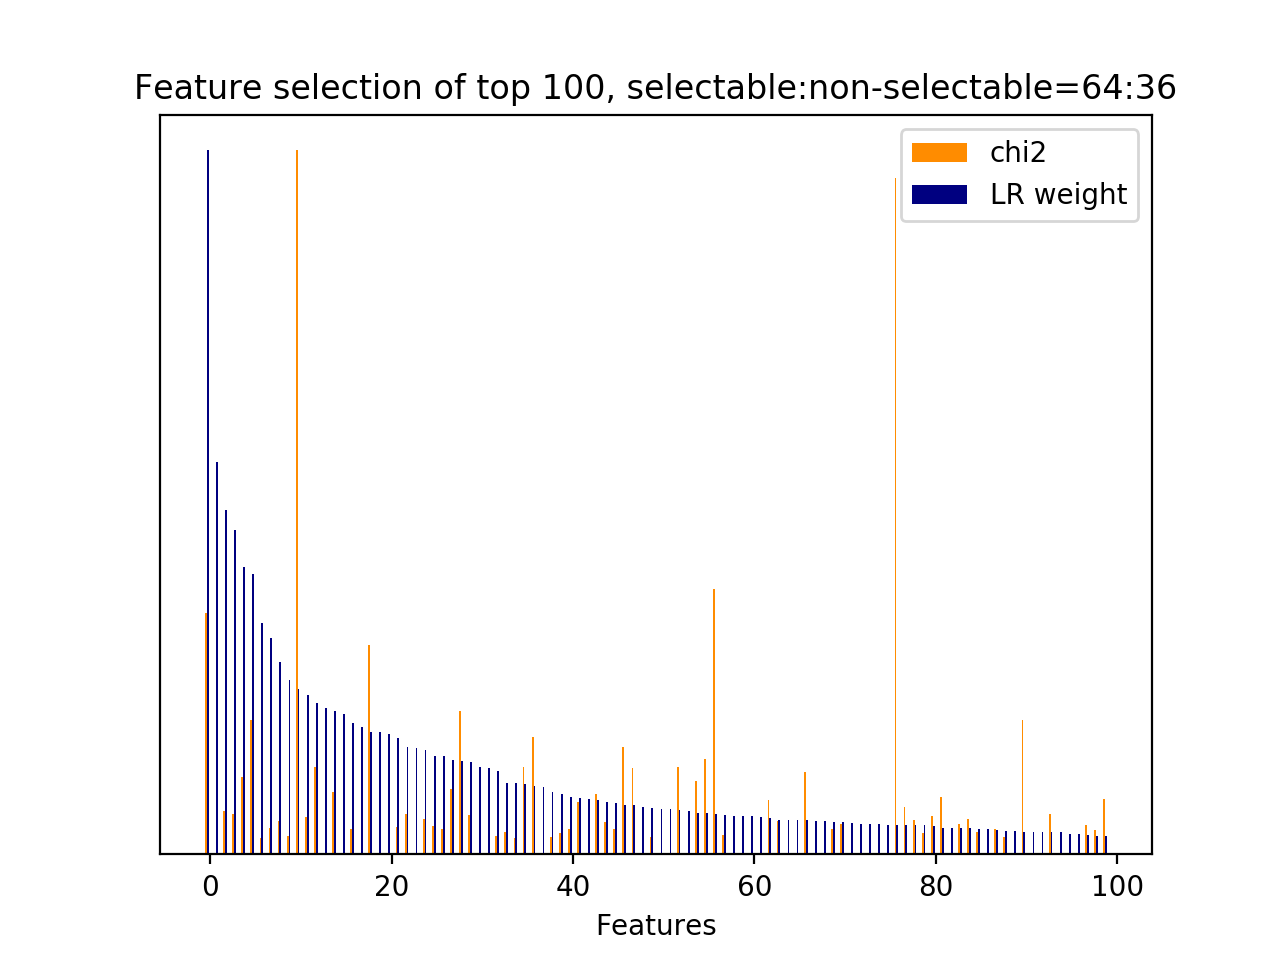 Feature selection of top 100, selectable:non-selectable=64:36
chi2
LR weight
0 20 40 60 80 100
Features